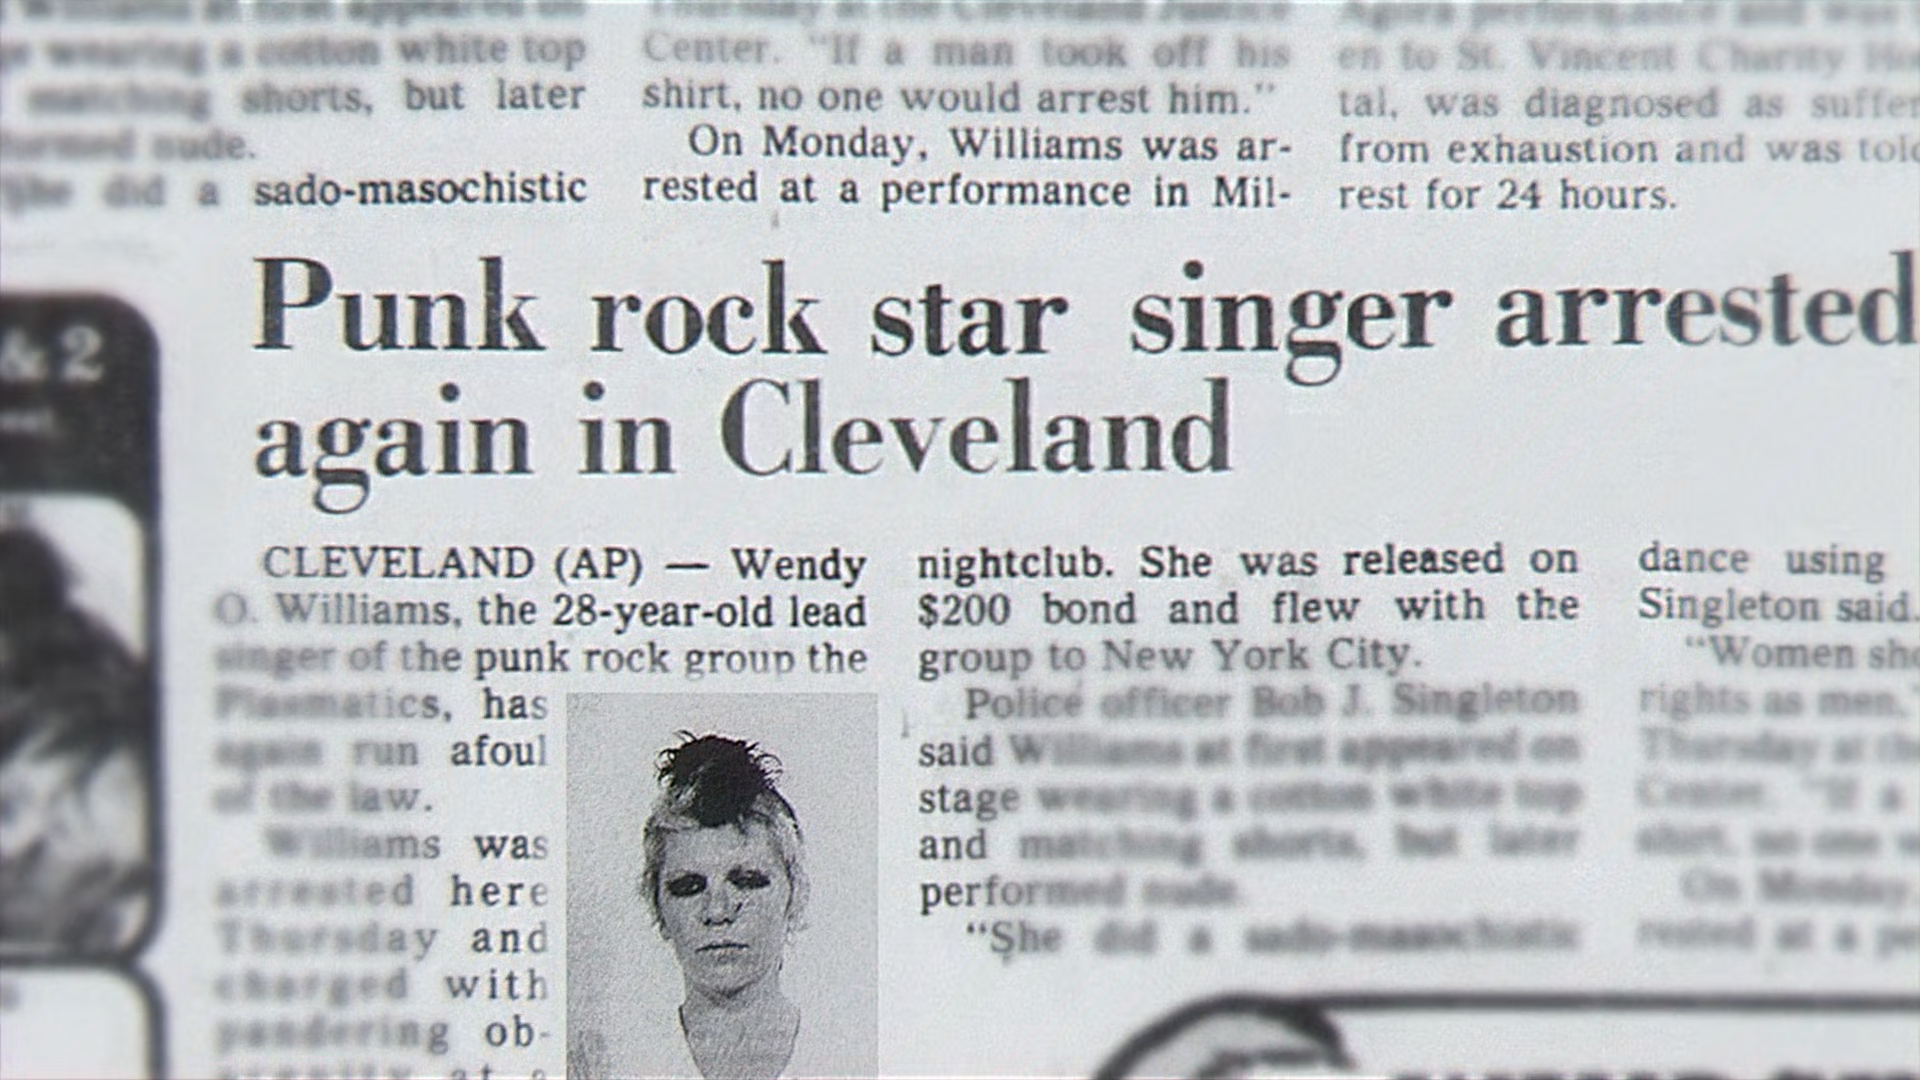 wearing a cotton white top
matching shorts, but later
nude.
She did a sado-masochistic
Center. "If a man took off his
shirt, no one would arrest him."
On Monday, Williams was ar-
rested at a performance in Mil-
en to St. Vincent Charity
tal, was diagnosed as suffer
from exhaustion and was told
rest for 24 hours.
& 2
Punk rock star singer arrested
again in Cleveland
CLEVELAND (AP) — Wendy
O. Williams, the 28-year-old lead
singer of the punk rock group the
Plasmatics, has
again run afoul
of the law.
Williams was
arrested here
Thursday and
charged with
pandering ob-
scenity at a
nightclub. She was released on
$200 bond and flew with the
group to New York City.
Police officer Bob J. Singleton
said Williams at first appeared on
stage wearing a cotton white top
and matching shorts, but later
performed nude.
"She did a sado-masochistic
dance using
Singleton said.
"Women sho
rights as men."
Thursday at the
Center. "If a
shirt, no one
On Monday,
rested at a